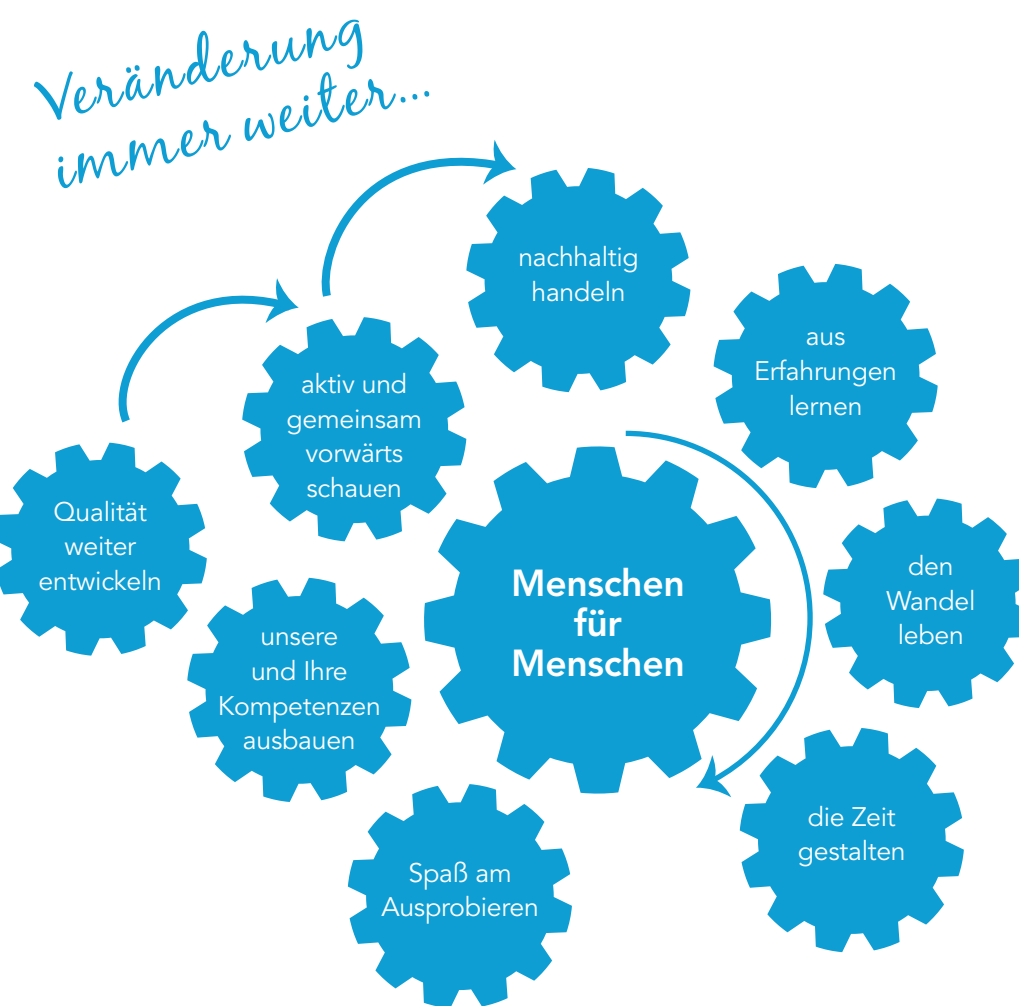 Veränderung
immer weiter...
nachhaltig
handeln
aus
Erfahrungen
lernen
aktiv und
gemeinsam
vorwärts
schauen
Qualität
weiter
entwickeln
Menschen
für
Menschen
den
Wandel
leben
unsere
und Ihre
Kompetenzen
ausbauen
die Zeit
gestalten
Spaß am
Ausprobieren